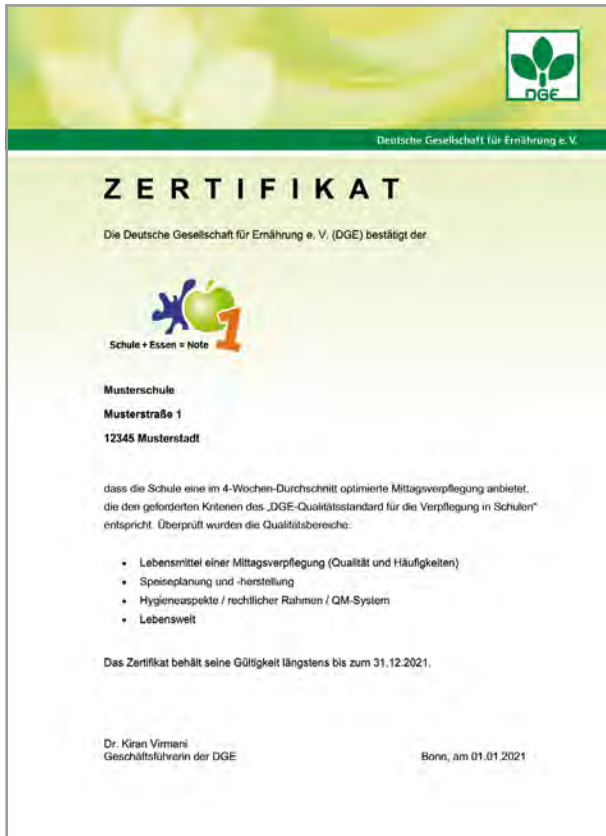 DGE
Deutsche Gesellschaft für Ernährung e. V.
ZERTIFIKAT
Die Deutsche Gesellschaft für Ernährung e. V. (DGE) bestätigt der
Schule + Essen = Note 1
Musterschule
Musterstraße 1
12345 Musterstadt
dass die Schule eine im 4-Wochen-Durchschnitt optimierte Mittagsverpflegung anbietet,
die den geforderten Kriterien des „DGE-Qualitätsstandard für die Verpflegung in Schulen"
entspricht. Überprüft wurden die Qualitätsbereiche:
• Lebensmittel einer Mittagsverpflegung (Qualität und Häufigkeiten)
• Speiseplanung und -herstellung
• Hygieneaspekte / rechtlicher Rahmen / QM-System
• Lebenswelt
Das Zertifikat behält seine Gültigkeit längstens bis zum 31.12.2021.
Dr. Kiran Virmani
Geschäftsführerin der DGE
Bonn, am 01.01.2021